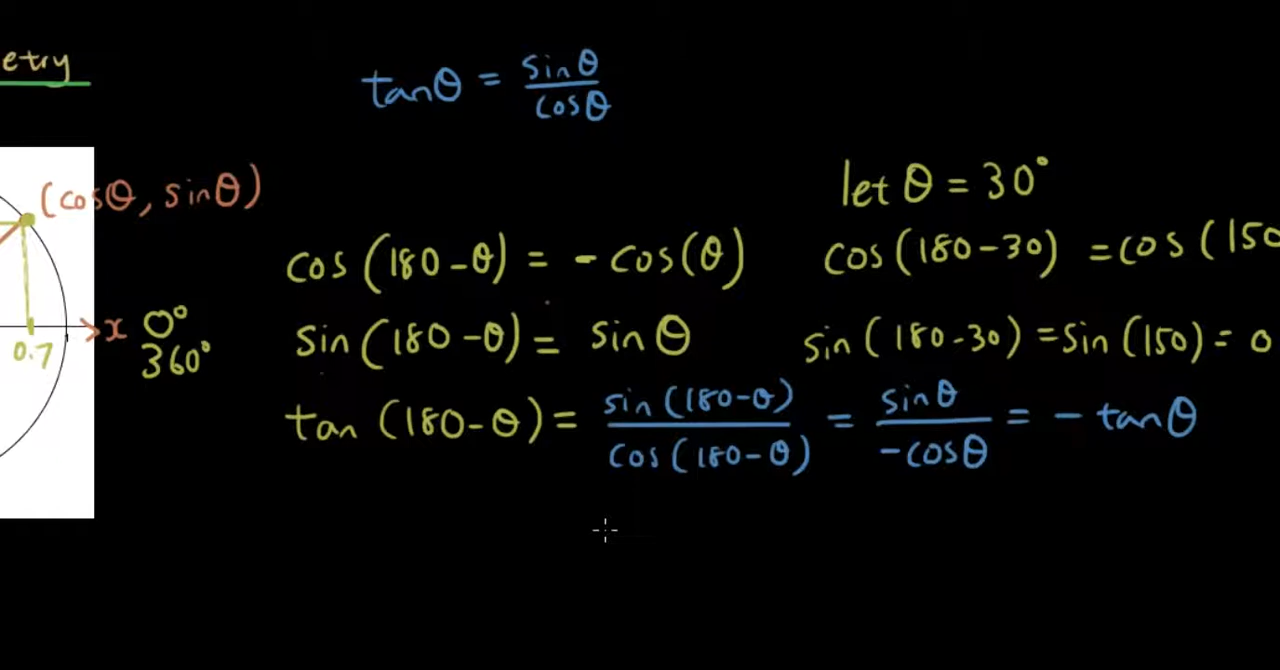 etry
tanθ = sinθ/cosθ
(cosθ, sinθ)
let θ = 30°
cos(180-θ) = - cos(θ)
cos(180-30) = cos(150
x 0°
360°
0.7
sin(180-θ) = sinθ
sin(180-30) = sin(150) = 0
tan(180-θ) = sin(180-θ)/cos(180-θ) = sinθ/-cosθ = - tanθ